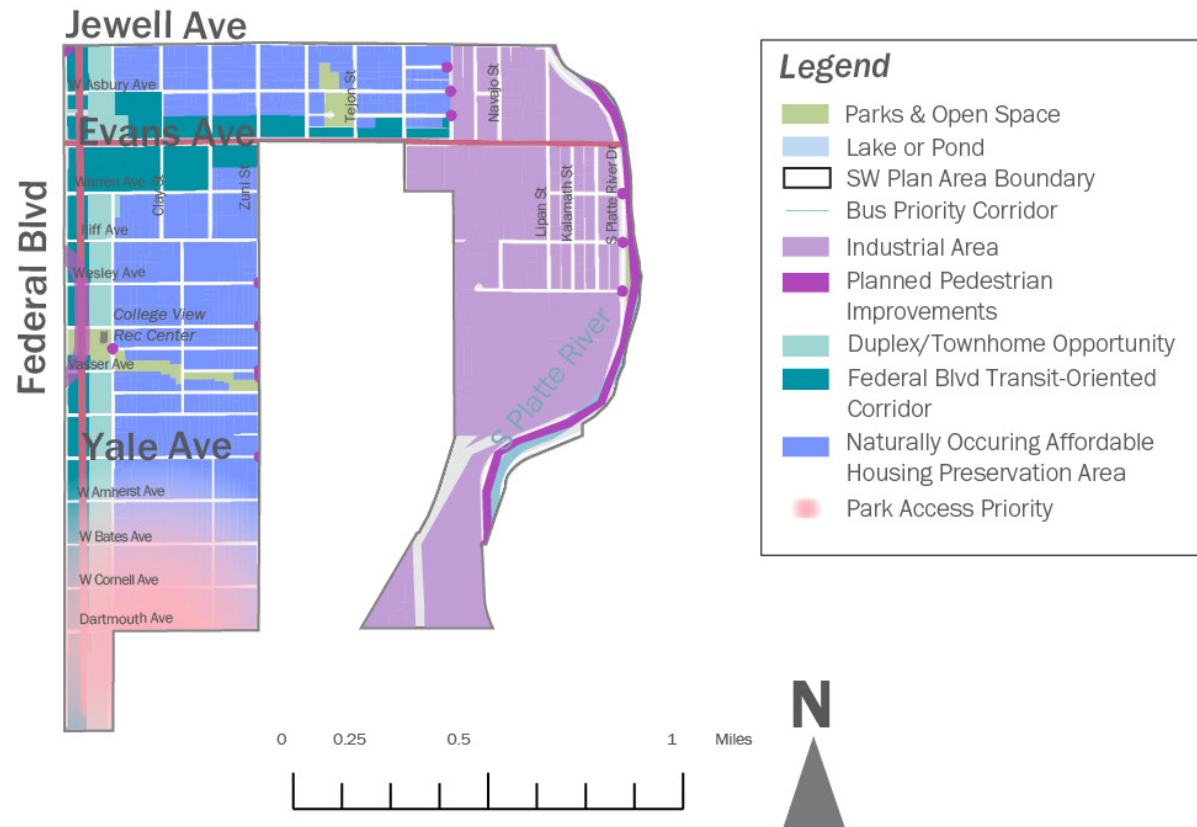 Jewell Ave
W Asbury Ave
Tejon St
Navajo St
Evans Ave
Warren Ave
Clay St
Zuni St
Lipan St
Kalamath St
S Platte River Dr
Iliff Ave
Federal Blvd
Wesley Ave
College View
Rec Center
Vasser Ave
S Platte River
Yale Ave
W Amherst Ave
W Bates Ave
W Cornell Ave
Dartmouth Ave
Legend
Parks & Open Space
Lake or Pond
SW Plan Area Boundary
Bus Priority Corridor
Industrial Area
Planned Pedestrian
Improvements
Duplex/Townhome Opportunity
Federal Blvd Transit-Oriented
Corridor
Naturally Occuring Affordable
Housing Preservation Area
Park Access Priority
0 0.25 0.5 1 Miles
N